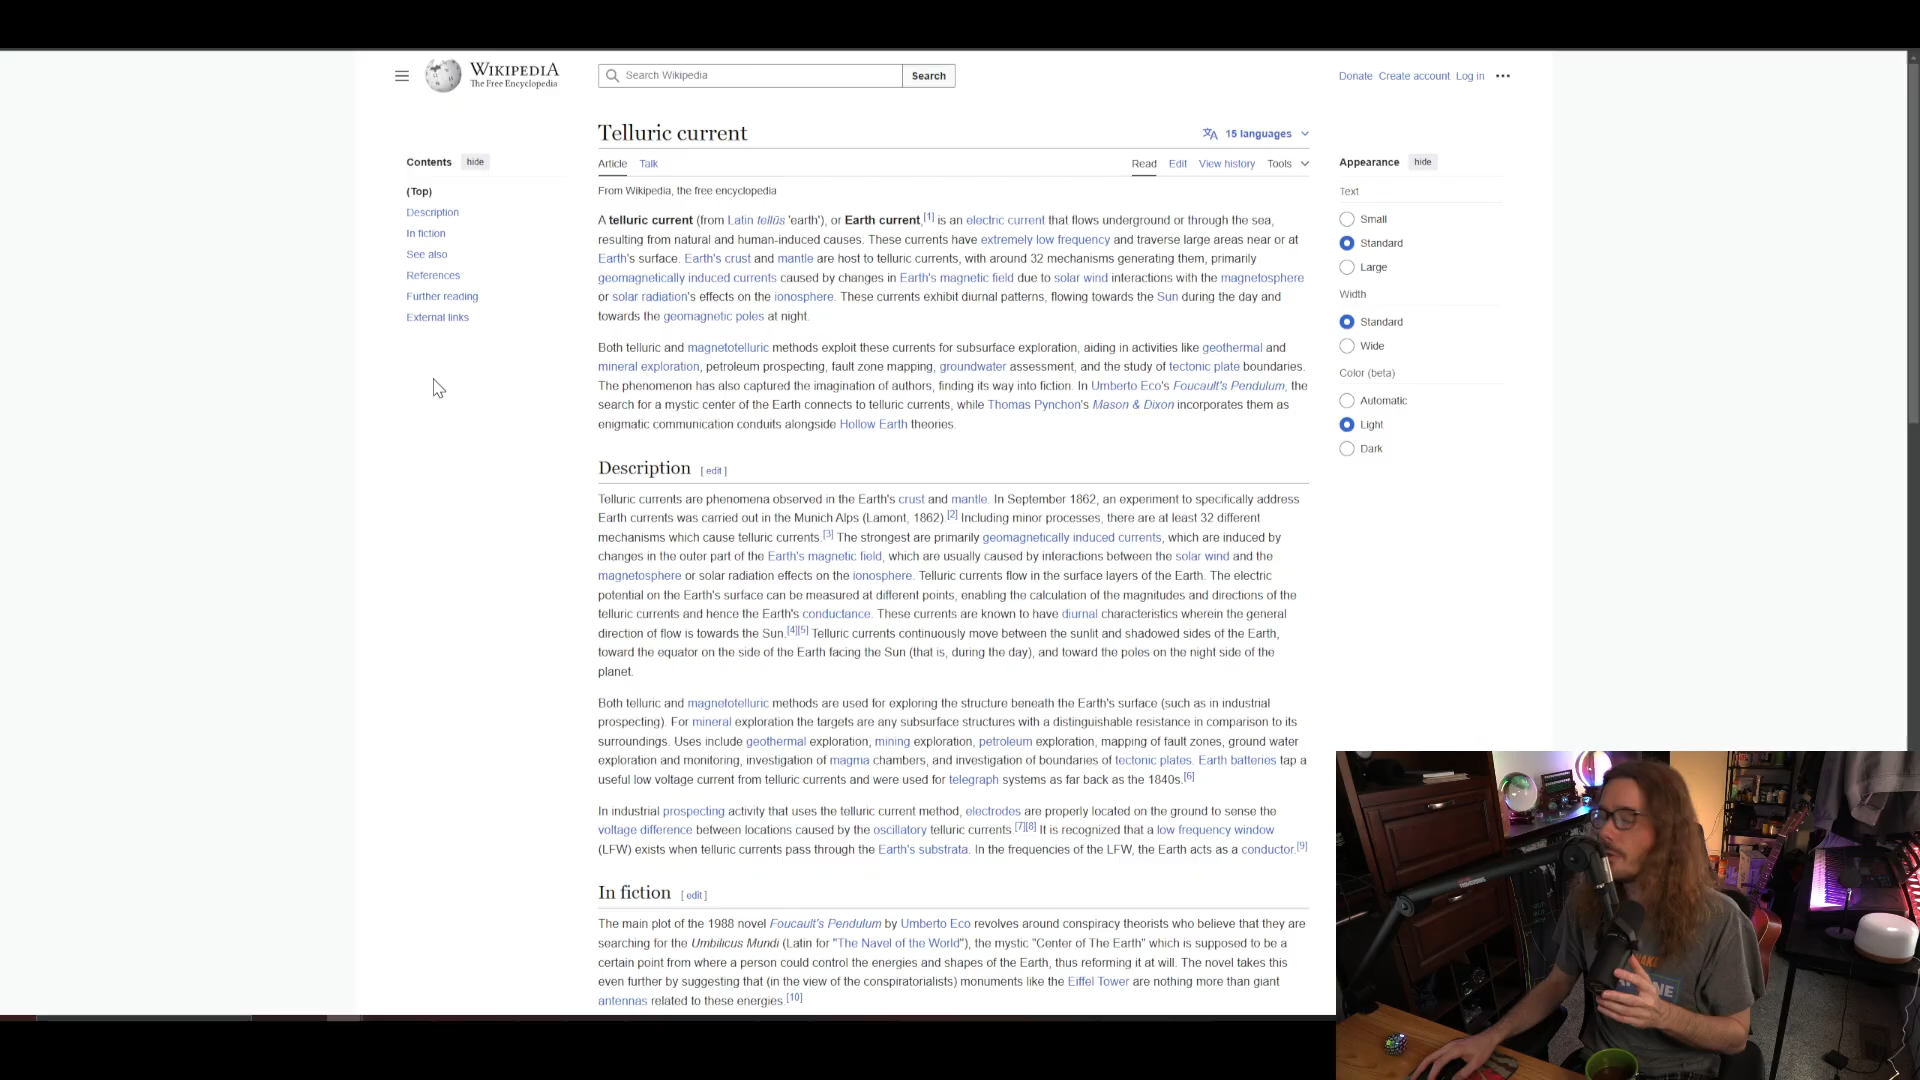 WIKIPEDIA
The Free Encyclopedia
Search Wikipedia
Search
Donate Create account Log in
Telluric current
15 languages
Contents hide
(Top)
Description
In fiction
See also
References
Further reading
External links
Article Talk
Read Edit View history Tools
From Wikipedia, the free encyclopedia
A telluric current (from Latin tellūs 'earth'), or Earth current,[1] is an electric current that flows underground or through the sea,
resulting from natural and human-induced causes. These currents have extremely low frequency and traverse large areas near or at
Earth's surface. Earth's crust and mantle are host to telluric currents, with around 32 mechanisms generating them, primarily
geomagnetically induced currents caused by changes in Earth's magnetic field due to solar wind interactions with the magnetosphere
or solar radiation's effects on the ionosphere. These currents exhibit diurnal patterns, flowing towards the Sun during the day and
towards the geomagnetic poles at night.
Both telluric and magnetotelluric methods exploit these currents for subsurface exploration, aiding in activities like geothermal and
mineral exploration, petroleum prospecting, fault zone mapping, groundwater assessment, and the study of tectonic plate boundaries.
The phenomenon has also captured the imagination of authors, finding its way into fiction. In Umberto Eco's Foucault's Pendulum, the
search for a mystic center of the Earth connects to telluric currents, while Thomas Pynchon's Mason & Dixon incorporates them as
enigmatic communication conduits alongside Hollow Earth theories.
Description [ edit ]
Telluric currents are phenomena observed in the Earth's crust and mantle. In September 1862, an experiment to specifically address
Earth currents was carried out in the Munich Alps (Lamont, 1862).[2] Including minor processes, there are at least 32 different
mechanisms which cause telluric currents.[3] The strongest are primarily geomagnetically induced currents, which are induced by
changes in the outer part of the Earth's magnetic field, which are usually caused by interactions between the solar wind and the
magnetosphere or solar radiation effects on the ionosphere. Telluric currents flow in the surface layers of the Earth. The electric
potential on the Earth's surface can be measured at different points, enabling the calculation of the magnitudes and directions of the
telluric currents and hence the Earth's conductance. These currents are known to have diurnal characteristics wherein the general
direction of flow is towards the Sun.[4][5] Telluric currents continuously move between the sunlit and shadowed sides of the Earth,
toward the equator on the side of the Earth facing the Sun (that is, during the day), and toward the poles on the night side of the
planet.
Both telluric and magnetotelluric methods are used for exploring the structure beneath the Earth's surface (such as in industrial
prospecting). For mineral exploration the targets are any subsurface structures with a distinguishable resistance in comparison to its
surroundings. Uses include geothermal exploration, mining exploration, petroleum exploration, mapping of fault zones, ground water
exploration and monitoring, investigation of magma chambers, and investigation of boundaries of tectonic plates. Earth batteries tap a
useful low voltage current from telluric currents and were used for telegraph systems as far back as the 1840s.[6]
In industrial prospecting activity that uses the telluric current method, electrodes are properly located on the ground to sense the
voltage difference between locations caused by the oscillatory telluric currents.[7][8] It is recognized that a low frequency window
(LFW) exists when telluric currents pass through the Earth's substrata. In the frequencies of the LFW, the Earth acts as a conductor.[9]
In fiction [ edit ]
The main plot of the 1988 novel Foucault's Pendulum by Umberto Eco revolves around conspiracy theorists who believe that they are
searching for the Umbilicus Mundi (Latin for "The Navel of the World"), the mystic "Center of The Earth" which is supposed to be a
certain point from where a person could control the energies and shapes of the Earth, thus reforming it at will. The novel takes this
even further by suggesting that (in the view of the conspiratorialists) monuments like the Eiffel Tower are nothing more than giant
antennas related to these energies.[10]
Appearance hide
Text
Small
Standard
Large
Width
Standard
Wide
Color (beta)
Automatic
Light
Dark